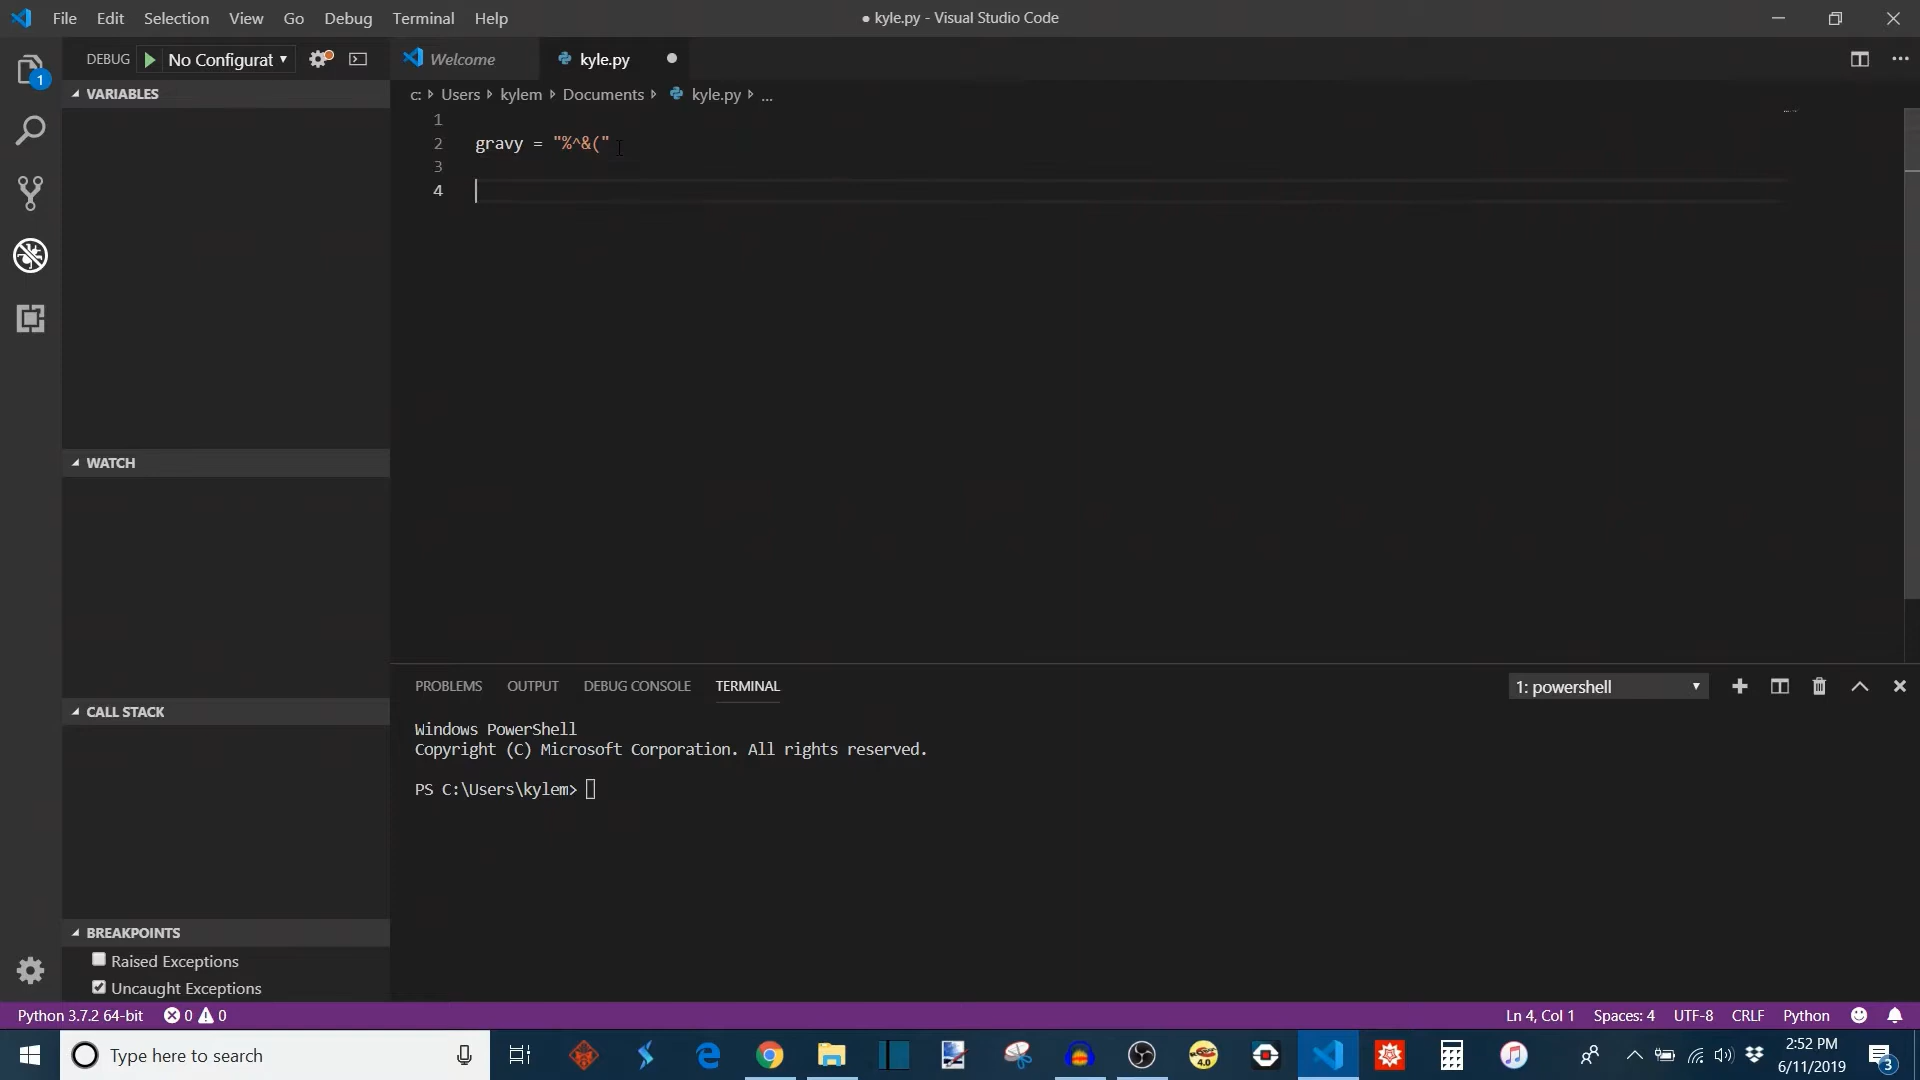 File Edit Selection View Go Debug Terminal Help
● kyle.py - Visual Studio Code
DEBUG No Configurat
Welcome
kyle.py
1
VARIABLES
c: Users kylem Documents kyle.py ...
1
2 gravy = "%^&("
3
4
WATCH
CALL STACK
BREAKPOINTS
Raised Exceptions
Uncaught Exceptions
PROBLEMS OUTPUT DEBUG CONSOLE TERMINAL
1: powershell
Windows PowerShell
Copyright (C) Microsoft Corporation. All rights reserved.
PS C:\Users\kylem>
Python 3.7.2 64-bit 0 0
Ln 4, Col 1 Spaces: 4 UTF-8 CRLF Python
Type here to search
4.0
2:52 PM
6/11/2019
3